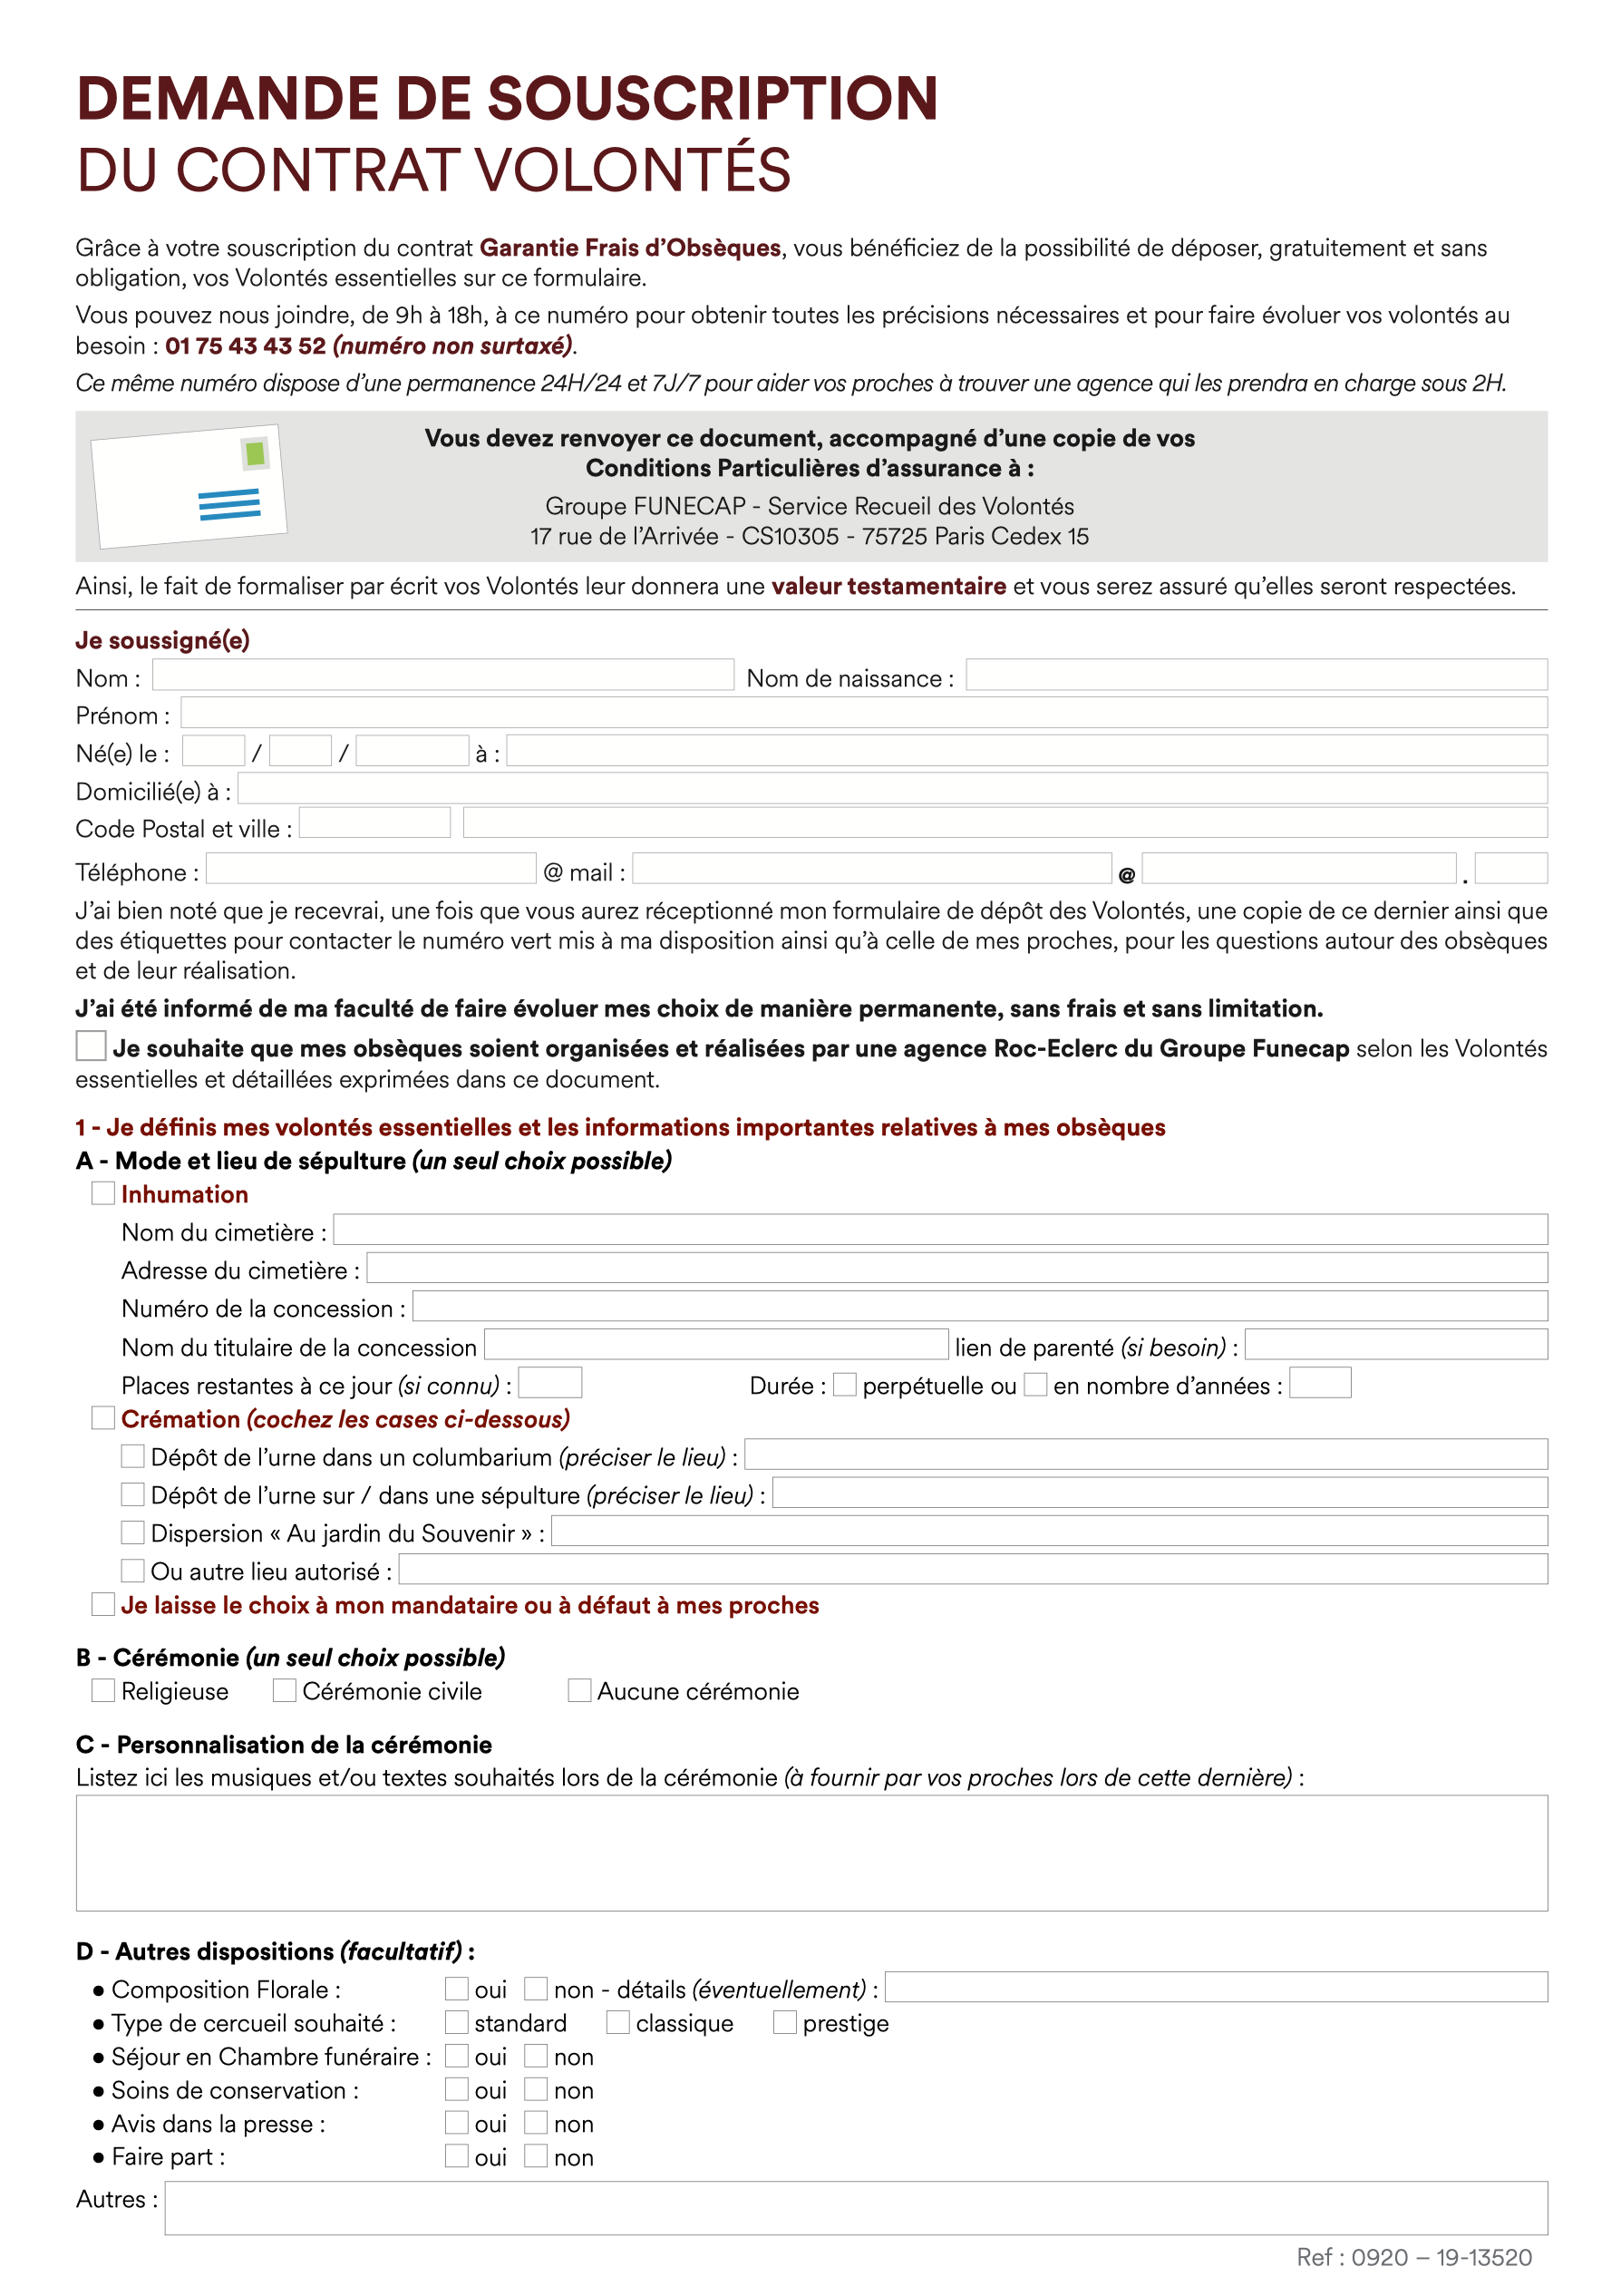 DEMANDE DE SOUSCRIPTION
DU CONTRAT VOLONTÉS
Grâce à votre souscription du contrat Garantie Frais d’Obsèques, vous bénéficiez de la possibilité de déposer, gratuitement et sans
obligation, vos Volontés essentielles sur ce formulaire.
Vous pouvez nous joindre, de 9h à 18h, à ce numéro pour obtenir toutes les précisions nécessaires et pour faire évoluer vos volontés au
besoin : 01 75 43 43 52 (numéro non surtaxé).
Ce même numéro dispose d’une permanence 24H/24 et 7J/7 pour aider vos proches à trouver une agence qui les prendra en charge sous 2H.
Vous devez renvoyer ce document, accompagné d’une copie de vos
Conditions Particulières d’assurance à :
Groupe FUNECAP - Service Recueil des Volontés
17 rue de l’Arrivée - CS10305 - 75725 Paris Cedex 15
Ainsi, le fait de formaliser par écrit vos Volontés leur donnera une valeur testamentaire et vous serez assuré qu’elles seront respectées.
Je soussigné(e)
Nom : Nom de naissance :
Prénom :
Né(e) le : / / à :
Domicilié(e) à :
Code Postal et ville :
Téléphone : @ mail : @ .
J’ai bien noté que je recevrai, une fois que vous aurez réceptionné mon formulaire de dépôt des Volontés, une copie de ce dernier ainsi que
des étiquettes pour contacter le numéro vert mis à ma disposition ainsi qu’à celle de mes proches, pour les questions autour des obsèques
et de leur réalisation.
J’ai été informé de ma faculté de faire évoluer mes choix de manière permanente, sans frais et sans limitation.
Je souhaite que mes obsèques soient organisées et réalisées par une agence Roc-Eclerc du Groupe Funecap selon les Volontés
essentielles et détaillées exprimées dans ce document.
1 - Je définis mes volontés essentielles et les informations importantes relatives à mes obsèques
A - Mode et lieu de sépulture (un seul choix possible)
Inhumation
Nom du cimetière :
Adresse du cimetière :
Numéro de la concession :
Nom du titulaire de la concession lien de parenté (si besoin) :
Places restantes à ce jour (si connu) : Durée : perpétuelle ou en nombre d’années :
Crémation (cochez les cases ci-dessous)
Dépôt de l’urne dans un columbarium (préciser le lieu) :
Dépôt de l’urne sur / dans une sépulture (préciser le lieu) :
Dispersion « Au jardin du Souvenir » :
Ou autre lieu autorisé :
Je laisse le choix à mon mandataire ou à défaut à mes proches
B - Cérémonie (un seul choix possible)
Religieuse Cérémonie civile Aucune cérémonie
C - Personnalisation de la cérémonie
Listez ici les musiques et/ou textes souhaités lors de la cérémonie (à fournir par vos proches lors de cette dernière) :
D - Autres dispositions (facultatif) :
• Composition Florale : oui non - détails (éventuellement) :
• Type de cercueil souhaité : standard classique prestige
• Séjour en Chambre funéraire : oui non
• Soins de conservation : oui non
• Avis dans la presse : oui non
• Faire part : oui non
Autres :
Ref : 0920 – 19-13520